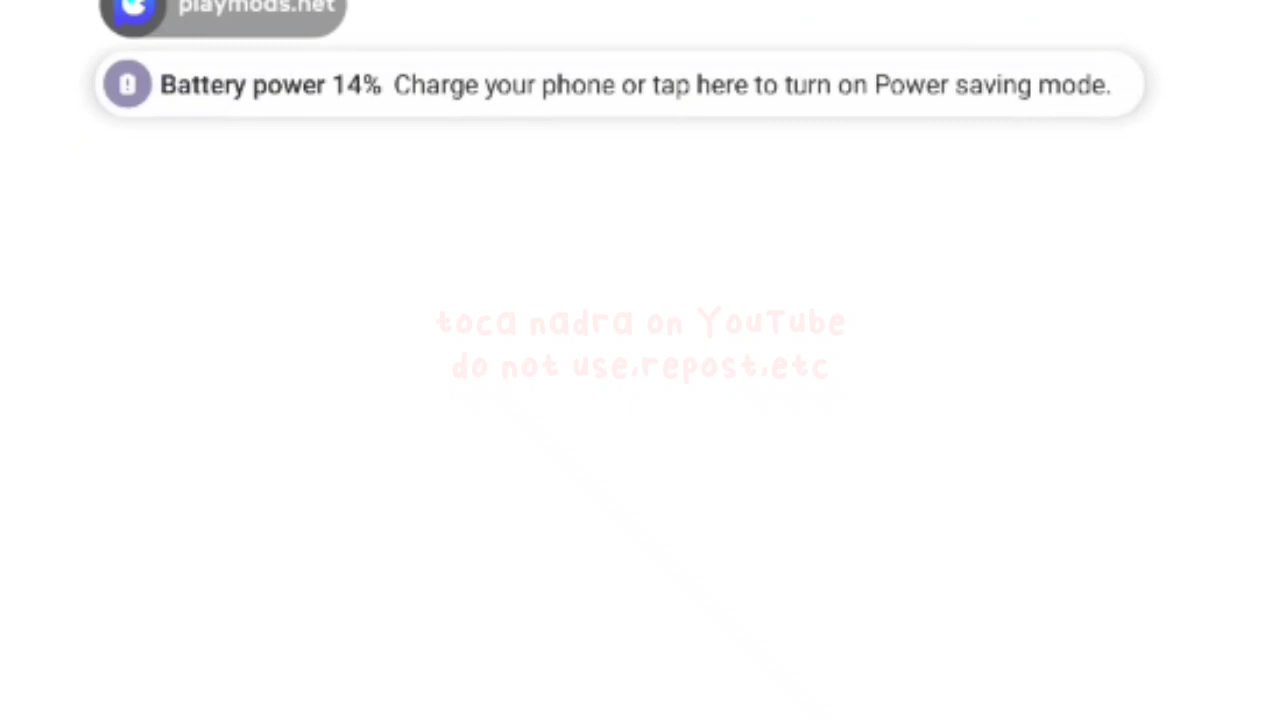 playmods.net
Battery power 14% Charge your phone or tap here to turn on Power saving mode.
toca nadra on YouTube
do not use.repost.etc